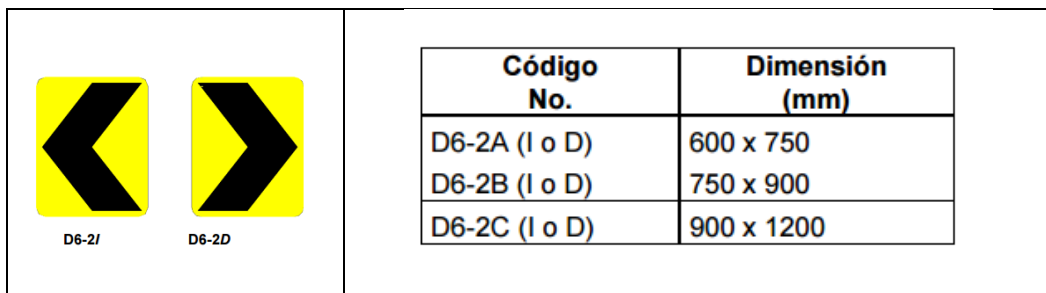 D6-2I
D6-2D
Código
No.
Dimensión
(mm)
D6-2A (I o D)
600 x 750
D6-2B (I o D)
750 x 900
D6-2C (I o D)
900 x 1200